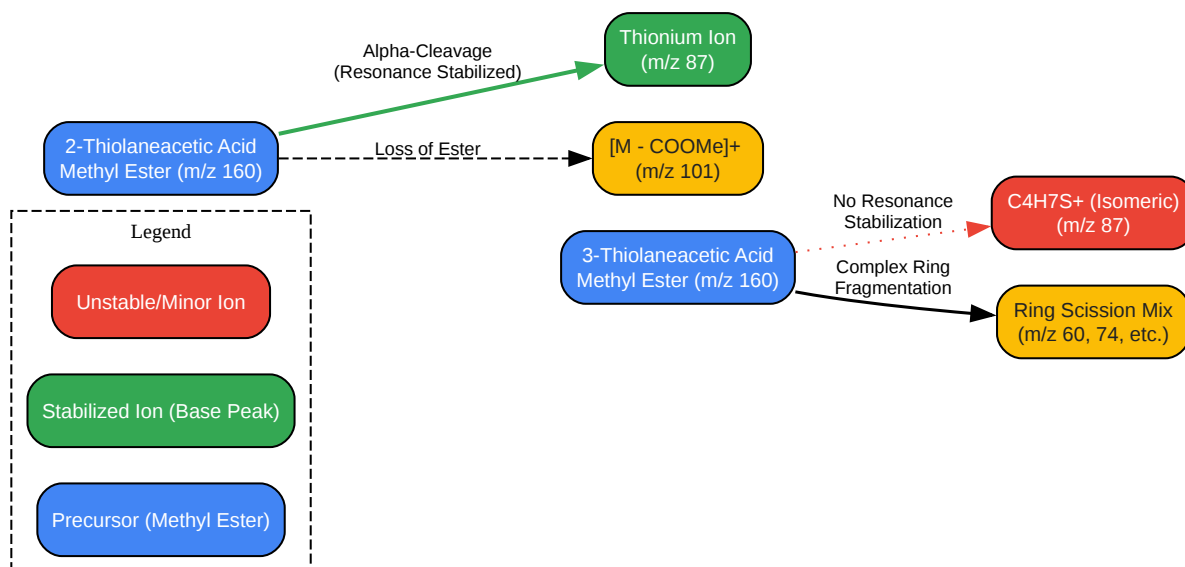 Thionium Ion
(m/z 87)
Alpha-Cleavage
(Resonance Stabilized)
2-Thiolaneacetic Acid
Methyl Ester (m/z 160)
Loss of Ester
[M - COOMe]+
(m/z 101)
No Resonance
Stabilization
C4H7S+ (Isomeric)
(m/z 87)
3-Thiolaneacetic Acid
Methyl Ester (m/z 160)
Complex Ring
Fragmentation
Ring Scission Mix
(m/z 60, 74, etc.)
Legend
Unstable/Minor Ion
Stabilized Ion (Base Peak)
Precursor (Methyl Ester)